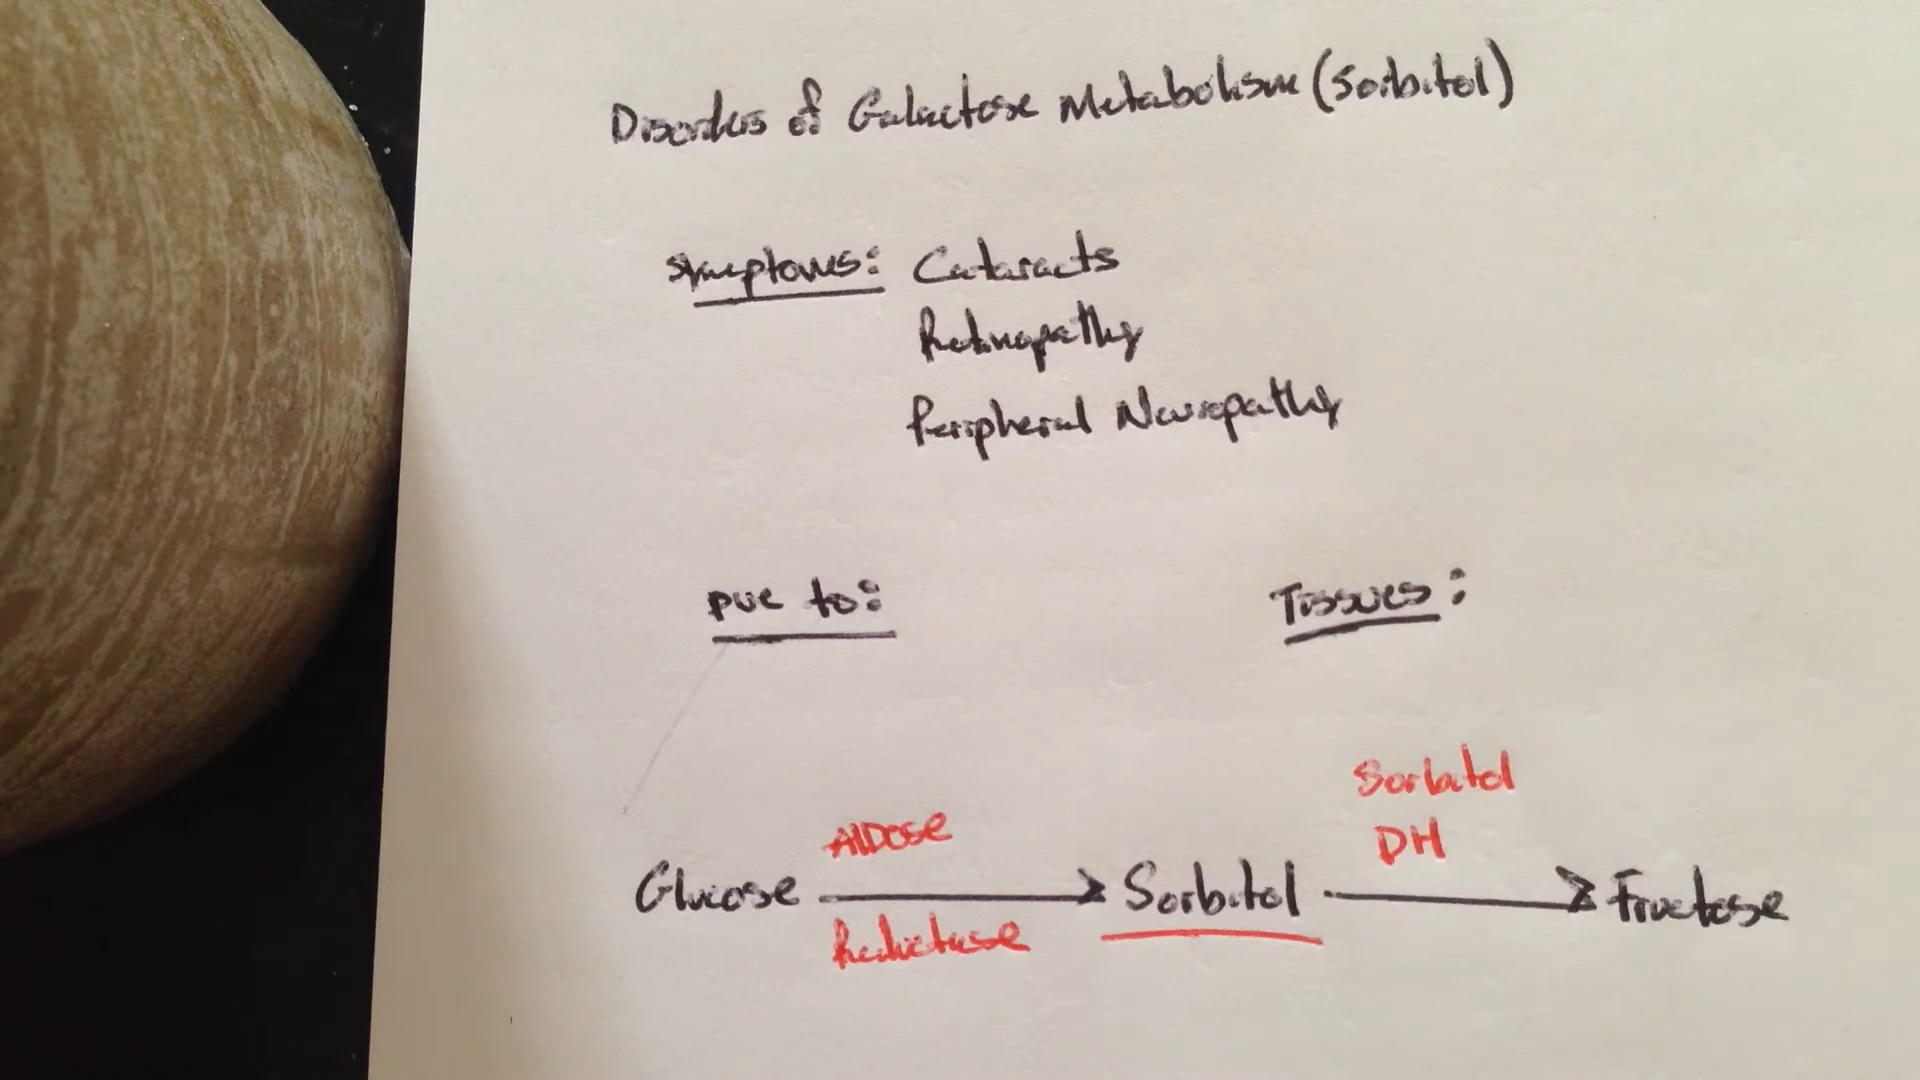 Disorders of Galactose Metabolism (Sorbitol)
Symptoms: Cataracts
Retinopathy
Peripheral Neuropathy
Due to:
Tissues:
Sorbitol
DH
Aldose
Glucose → Sorbitol → Fructose
Reductase